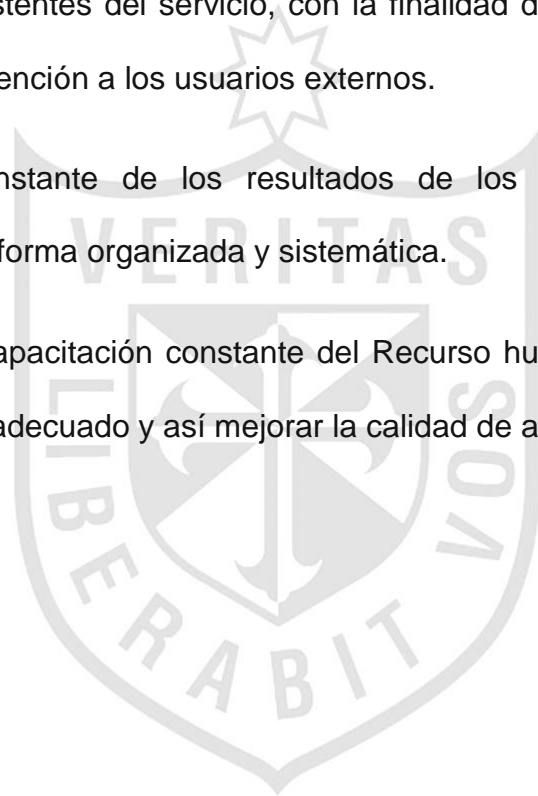 stentes del servicio, con la finalidad d
ención a los usuarios externos.
nstante de los resultados de los
forma organizada y sistemática.
apacitación constante del Recurso hu
adecuado y así mejorar la calidad de a
VERITAS
LIBERABIT
VOS